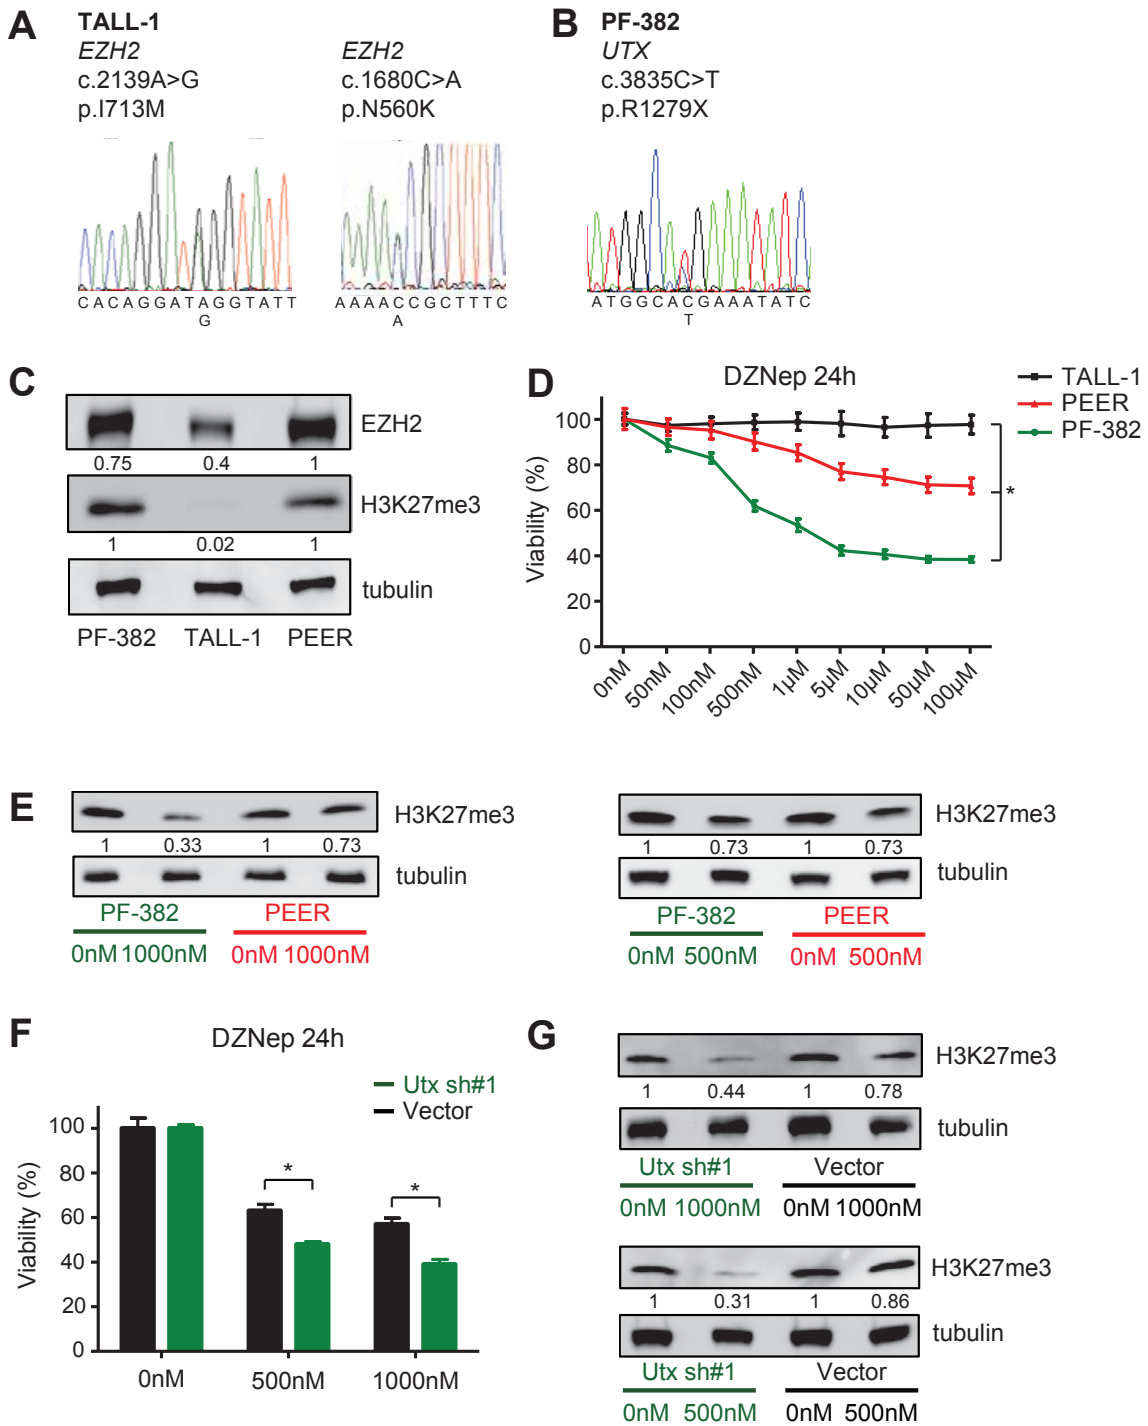 A
TALL-1
EZH2
c.2139A>G
p.I713M
CACAGGATAGGTATT
G
EZH2
c.1680C>A
p.N560K
AAAACCGCTTTC
A
B
PF-382
UTX
c.3835C>T
p.R1279X
ATGGCACGAAATATC
T
C
EZH2
0.75 0.4 1
H3K27me3
1 0.02 1
tubulin
PF-382 TALL-1 PEER
D
DZNep 24h
TALL-1
PEER
PF-382
Viability (%)
100
80
60
40
20
0
*
0nM 50nM 100nM 500nM 1µM 5µM 10µM 50µM 100µM
E
H3K27me3
1 0.33 1 0.73
tubulin
PF-382 PEER
0nM 1000nM 0nM 1000nM
H3K27me3
1 0.73 1 0.73
tubulin
PF-382 PEER
0nM 500nM 0nM 500nM
F
DZNep 24h
Utx sh#1
Vector
Viability (%)
100
80
60
40
20
0
* *
0nM 500nM 1000nM
G
H3K27me3
1 0.44 1 0.78
tubulin
Utx sh#1 Vector
0nM 1000nM 0nM 1000nM
H3K27me3
1 0.31 1 0.86
tubulin
Utx sh#1 Vector
0nM 500nM 0nM 500nM